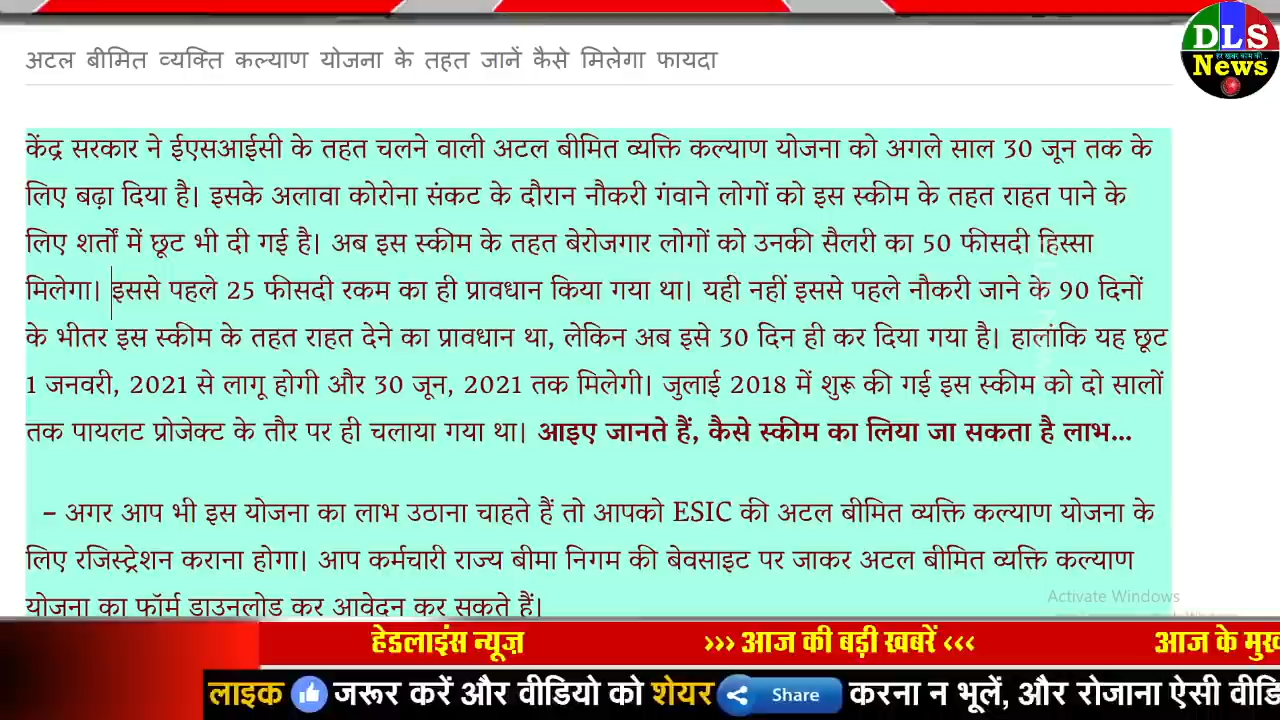 अटल बीमित व्यक्ति कल्याण योजना के तहत जानें कैसे मिलेगा फायदा
DLS
News
केंद्र सरकार ने ईएसआईसी के तहत चलने वाली अटल बीमित व्यक्ति कल्याण योजना को अगले साल 30 जून तक के
लिए बढ़ा दिया है। इसके अलावा कोरोना संकट के दौरान नौकरी गंवाने लोगों को इस स्कीम के तहत राहत पाने के
लिए शर्तों में छूट भी दी गई है। अब इस स्कीम के तहत बेरोजगार लोगों को उनकी सैलरी का 50 फीसदी हिस्सा
मिलेगा। इससे पहले 25 फीसदी रकम का ही प्रावधान किया गया था। यही नहीं इससे पहले नौकरी जाने के 90 दिनों
के भीतर इस स्कीम के तहत राहत देने का प्रावधान था, लेकिन अब इसे 30 दिन ही कर दिया गया है। हालांकि यह छूट
1 जनवरी, 2021 से लागू होगी और 30 जून, 2021 तक मिलेगी। जुलाई 2018 में शुरू की गई इस स्कीम को दो सालों
तक पायलट प्रोजेक्ट के तौर पर ही चलाया गया था। आइए जानते हैं, कैसे स्कीम का लिया जा सकता है लाभ...
– अगर आप भी इस योजना का लाभ उठाना चाहते हैं तो आपको ESIC की अटल बीमित व्यक्ति कल्याण योजना के
लिए रजिस्ट्रेशन कराना होगा। आप कर्मचारी राज्य बीमा निगम की बेवसाइट पर जाकर अटल बीमित व्यक्ति कल्याण
योजना का फॉर्म डाउनलोड कर आवेदन कर सकते हैं।
Activate Windows
हेडलाइंस न्यूज़ ››› आज की बड़ी खबरें ‹‹‹ आज के मुख
लाइक जरूर करें और वीडियो को शेयर Share करना न भूलें, और रोजाना ऐसी वीडि